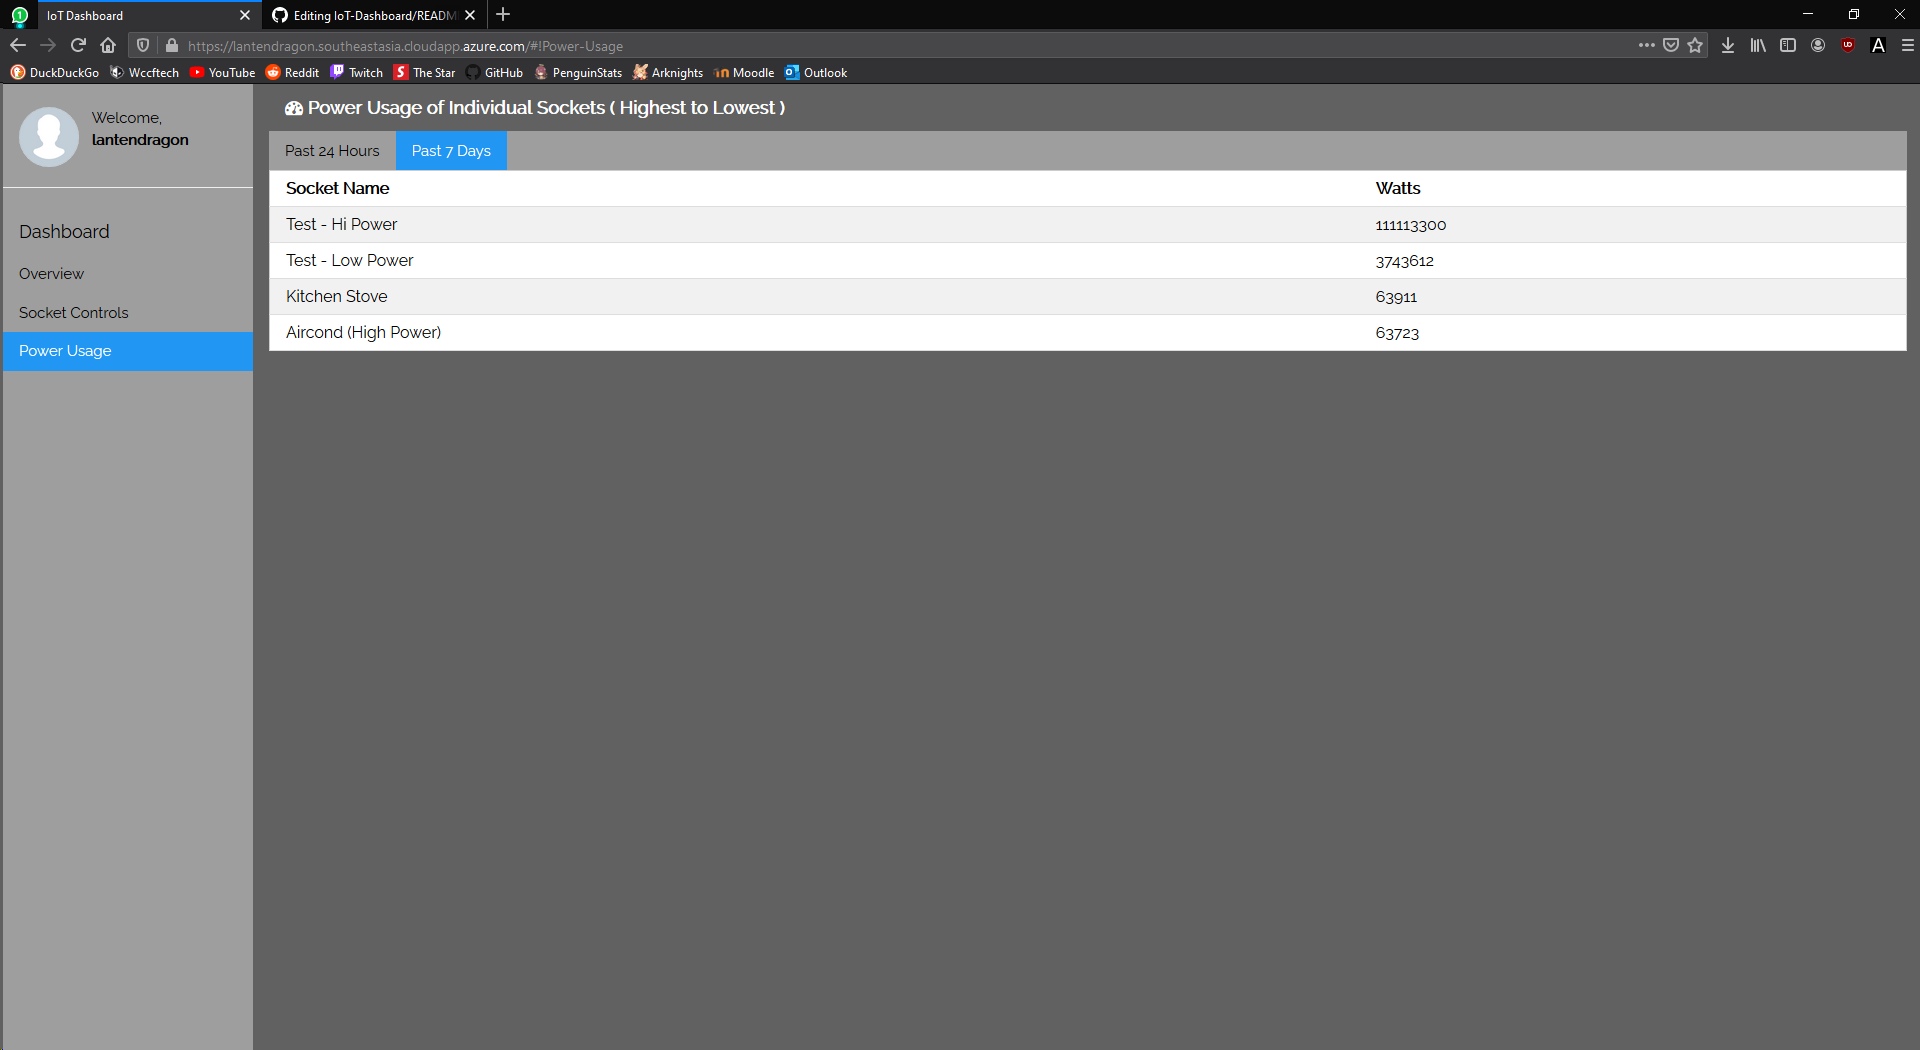 1
IoT Dashboard
Editing IoT-Dashboard/READM
https://lantendragon.southeastasia.cloudapp.azure.com/#!Power-Usage
UD
A
DuckDuckGo Wccftech YouTube Reddit Twitch S The Star GitHub PenguinStats Arknights Moodle Outlook
Welcome,
lantendragon
Dashboard
Overview
Socket Controls
Power Usage
Power Usage of Individual Sockets ( Highest to Lowest )
Past 24 Hours Past 7 Days
Socket Name Watts
Test - Hi Power 111113300
Test - Low Power 3743612
Kitchen Stove 63911
Aircond (High Power) 63723